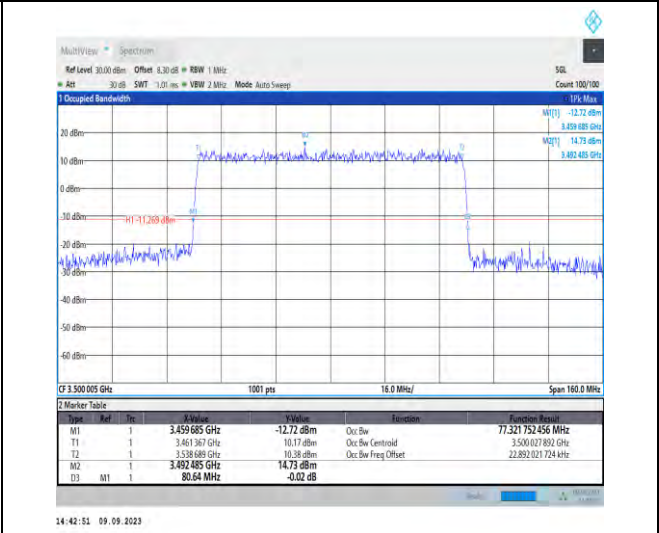 MultiView Spectrum
Ref Level 30.00 dBm Offset 8.30 dB RBW 1 MHz SGL
Att 30 dB SWT 1.01 ms VBW 2 MHz Mode Auto Sweep Count 100/100
1 Occupied Bandwidth 1Pk Max
M1[1] -12.72 dBm
3.459 685 GHz
M2[1] 14.73 dBm
3.492 485 GHz
20 dBm
M2
T1 T2
10 dBm
0 dBm
-10 dBm
M1
H1 -11.269 dBm
-20 dBm
-30 dBm
-40 dBm
-50 dBm
-60 dBm
CF 3.500 005 GHz 1001 pts 16.0 MHz/ Span 160.0 MHz
2 Marker Table
Type Ref Trc X-Value Y-Value Function Function Result
M1 1 3.459 685 GHz -12.72 dBm Occ Bw 77.321 752 456 MHz
T1 1 3.461 367 GHz 10.17 dBm Occ Bw Centroid 3.500 027 892 GHz
T2 1 3.538 689 GHz 10.38 dBm Occ Bw Freq Offset 22.892 021 724 kHz
M2 1 3.492 485 GHz 14.73 dBm
D3 M1 1 80.64 MHz -0.02 dB
14:42:51 09.09.2023